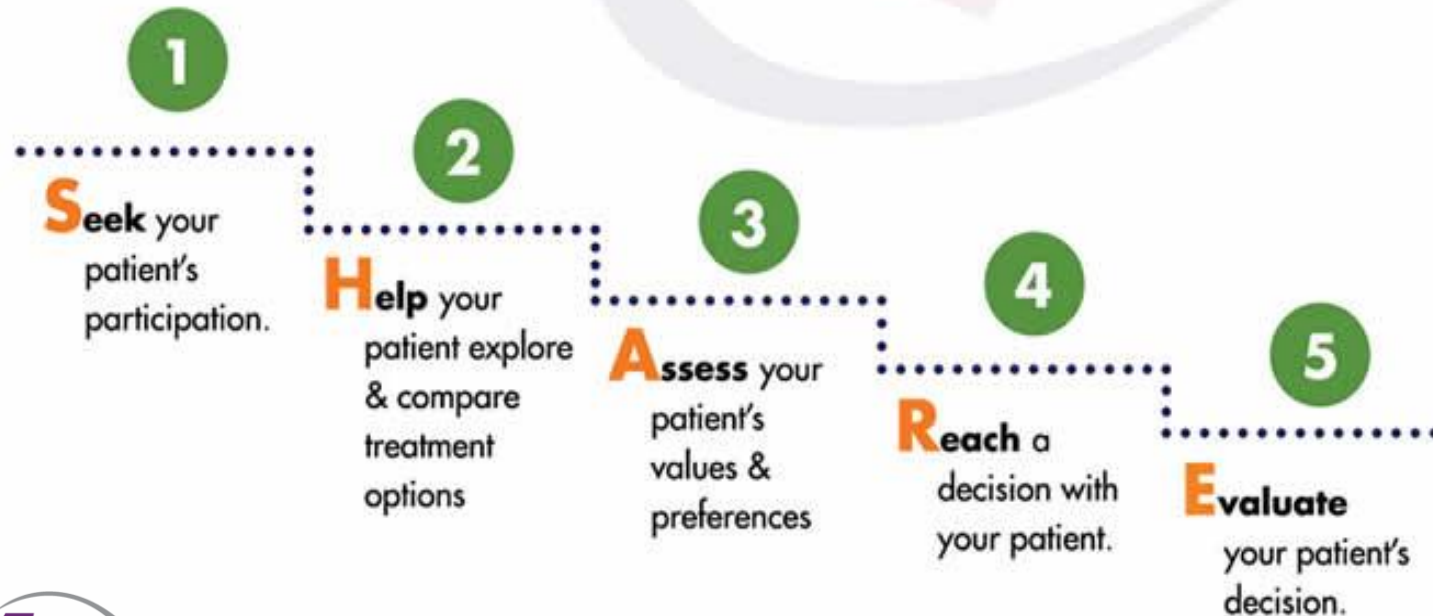 1
Seek your
patient's
participation.
2
Help your
patient explore
& compare
treatment
options
3
Assess your
patient's
values &
preferences
4
Reach a
decision with
your patient.
5
Evaluate
your patient's
decision.